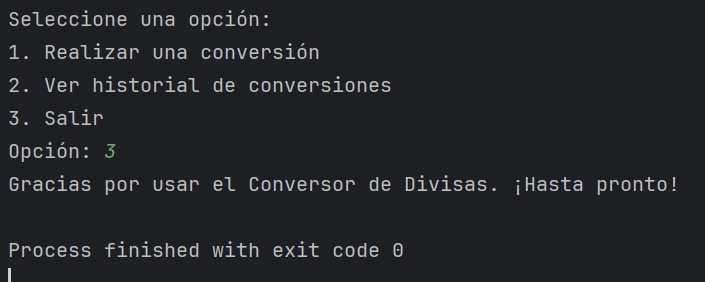 Seleccione una opción:
1. Realizar una conversión
2. Ver historial de conversiones
3. Salir
Opción: 3
Gracias por usar el Conversor de Divisas. ¡Hasta pronto!
Process finished with exit code 0